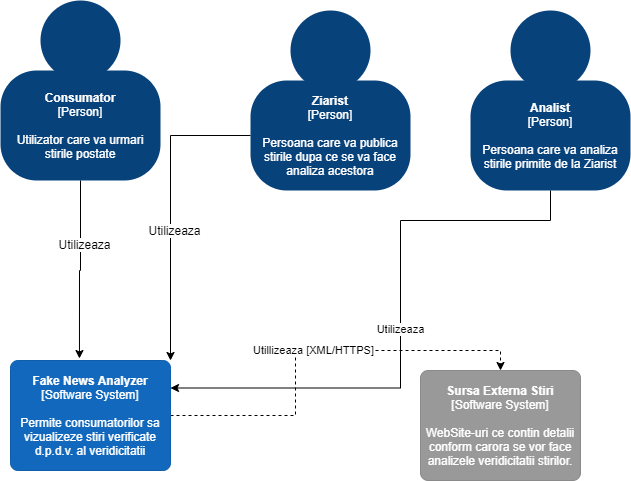 Consumator
[Person]
Utilizator care va urmari
stirile postate
Ziarist
[Person]
Persoana care va publica
stirile dupa ce se va face
analiza acestora
Analist
[Person]
Persoana care va analiza
stirile primite de la Ziarist
Utilizeaza
Utilizeaza
Utilizeaza
Utillizeaza [XML/HTTPS]
Fake News Analyzer
[Software System]
Permite consumatorilor sa
vizualizeze stiri verificate
d.p.d.v. al veridicitatii
Sursa Externa Stiri
[Software System]
WebSite-uri ce contin detalii
conform carora se vor face
analizele veridicitatii stirilor.